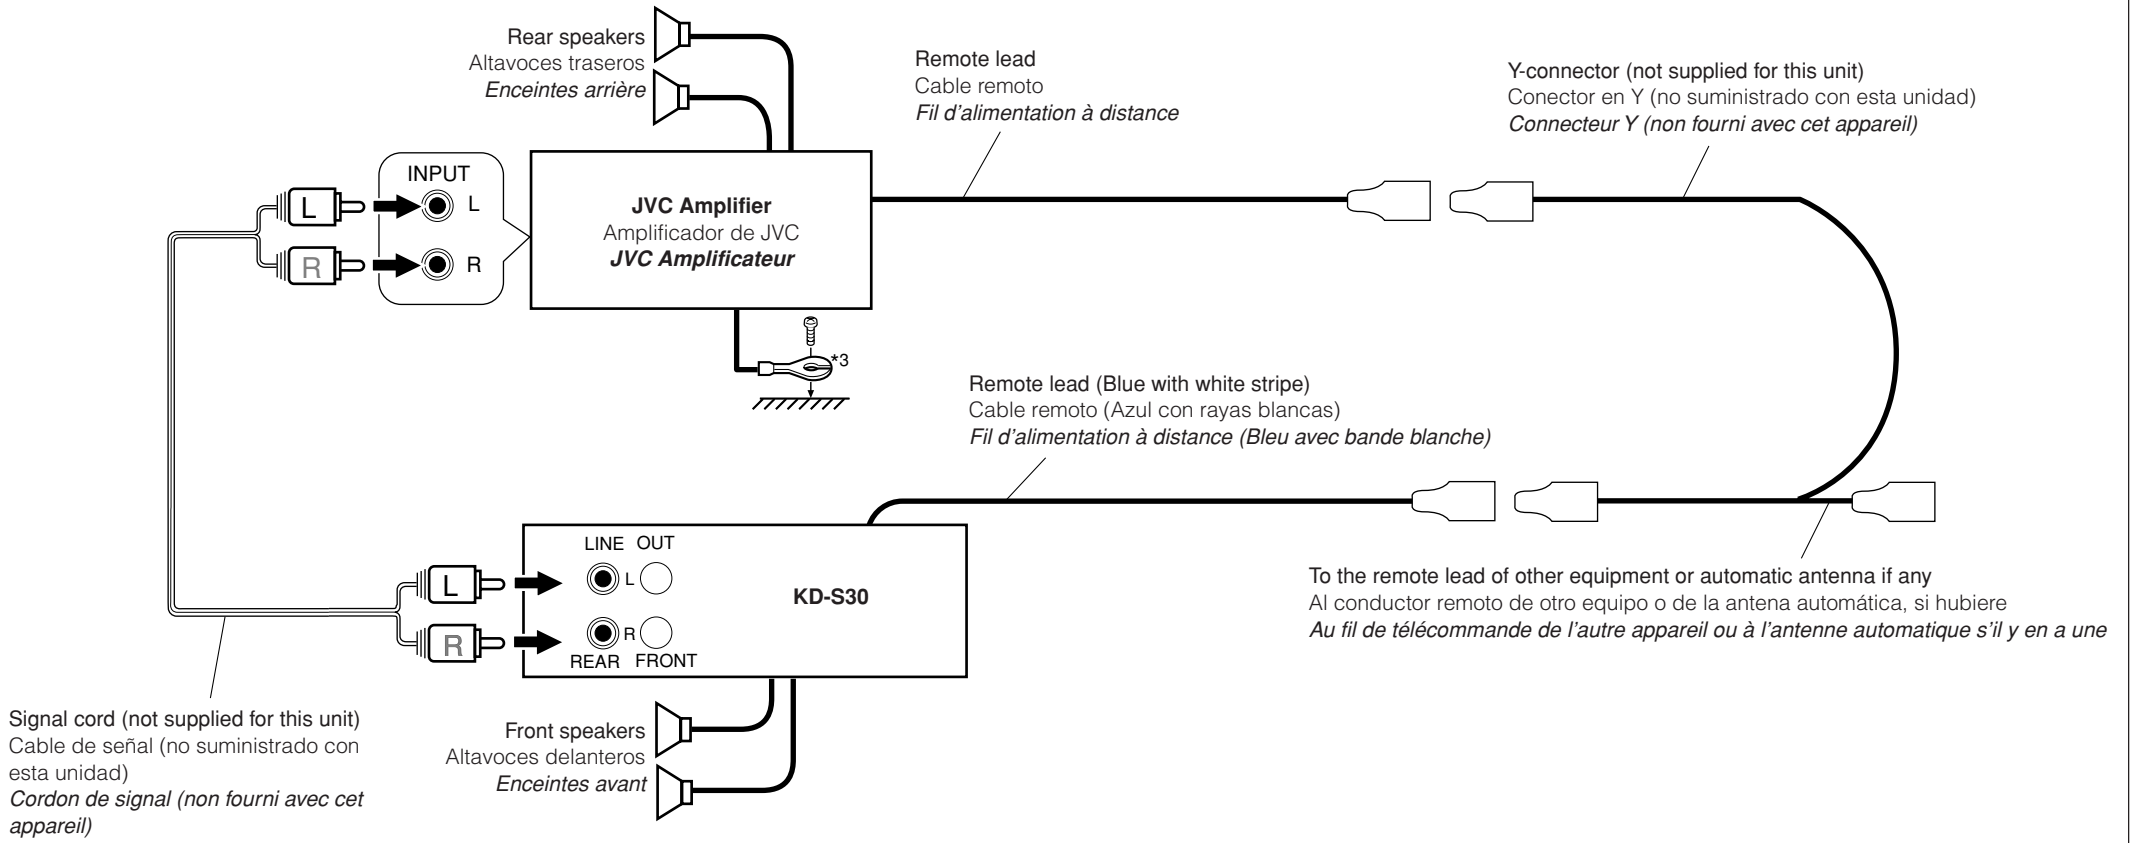 Rear speakers
Altavoces traseros
Enceintes arrière
Remote lead
Cable remoto
Fil d'alimentation à distance
Y-connector (not supplied for this unit)
Conector en Y (no suministrado con esta unidad)
Connecteur Y (non fourni avec cet appareil)
INPUT
L
L
R
R
JVC Amplifier
Amplificador de JVC
JVC Amplificateur
*3
Remote lead (Blue with white stripe)
Cable remoto (Azul con rayas blancas)
Fil d'alimentation à distance (Bleu avec bande blanche)
LINE OUT
L
L
R
R
REAR FRONT
KD-S30
To the remote lead of other equipment or automatic antenna if any
Al conductor remoto de otro equipo o de la antena automática, si hubiere
Au fil de télécommande de l'autre appareil ou à l'antenne automatique s'il y en a une
Signal cord (not supplied for this unit)
Cable de señal (no suministrado con
esta unidad)
Cordon de signal (non fourni avec cet
appareil)
Front speakers
Altavoces delanteros
Enceintes avant